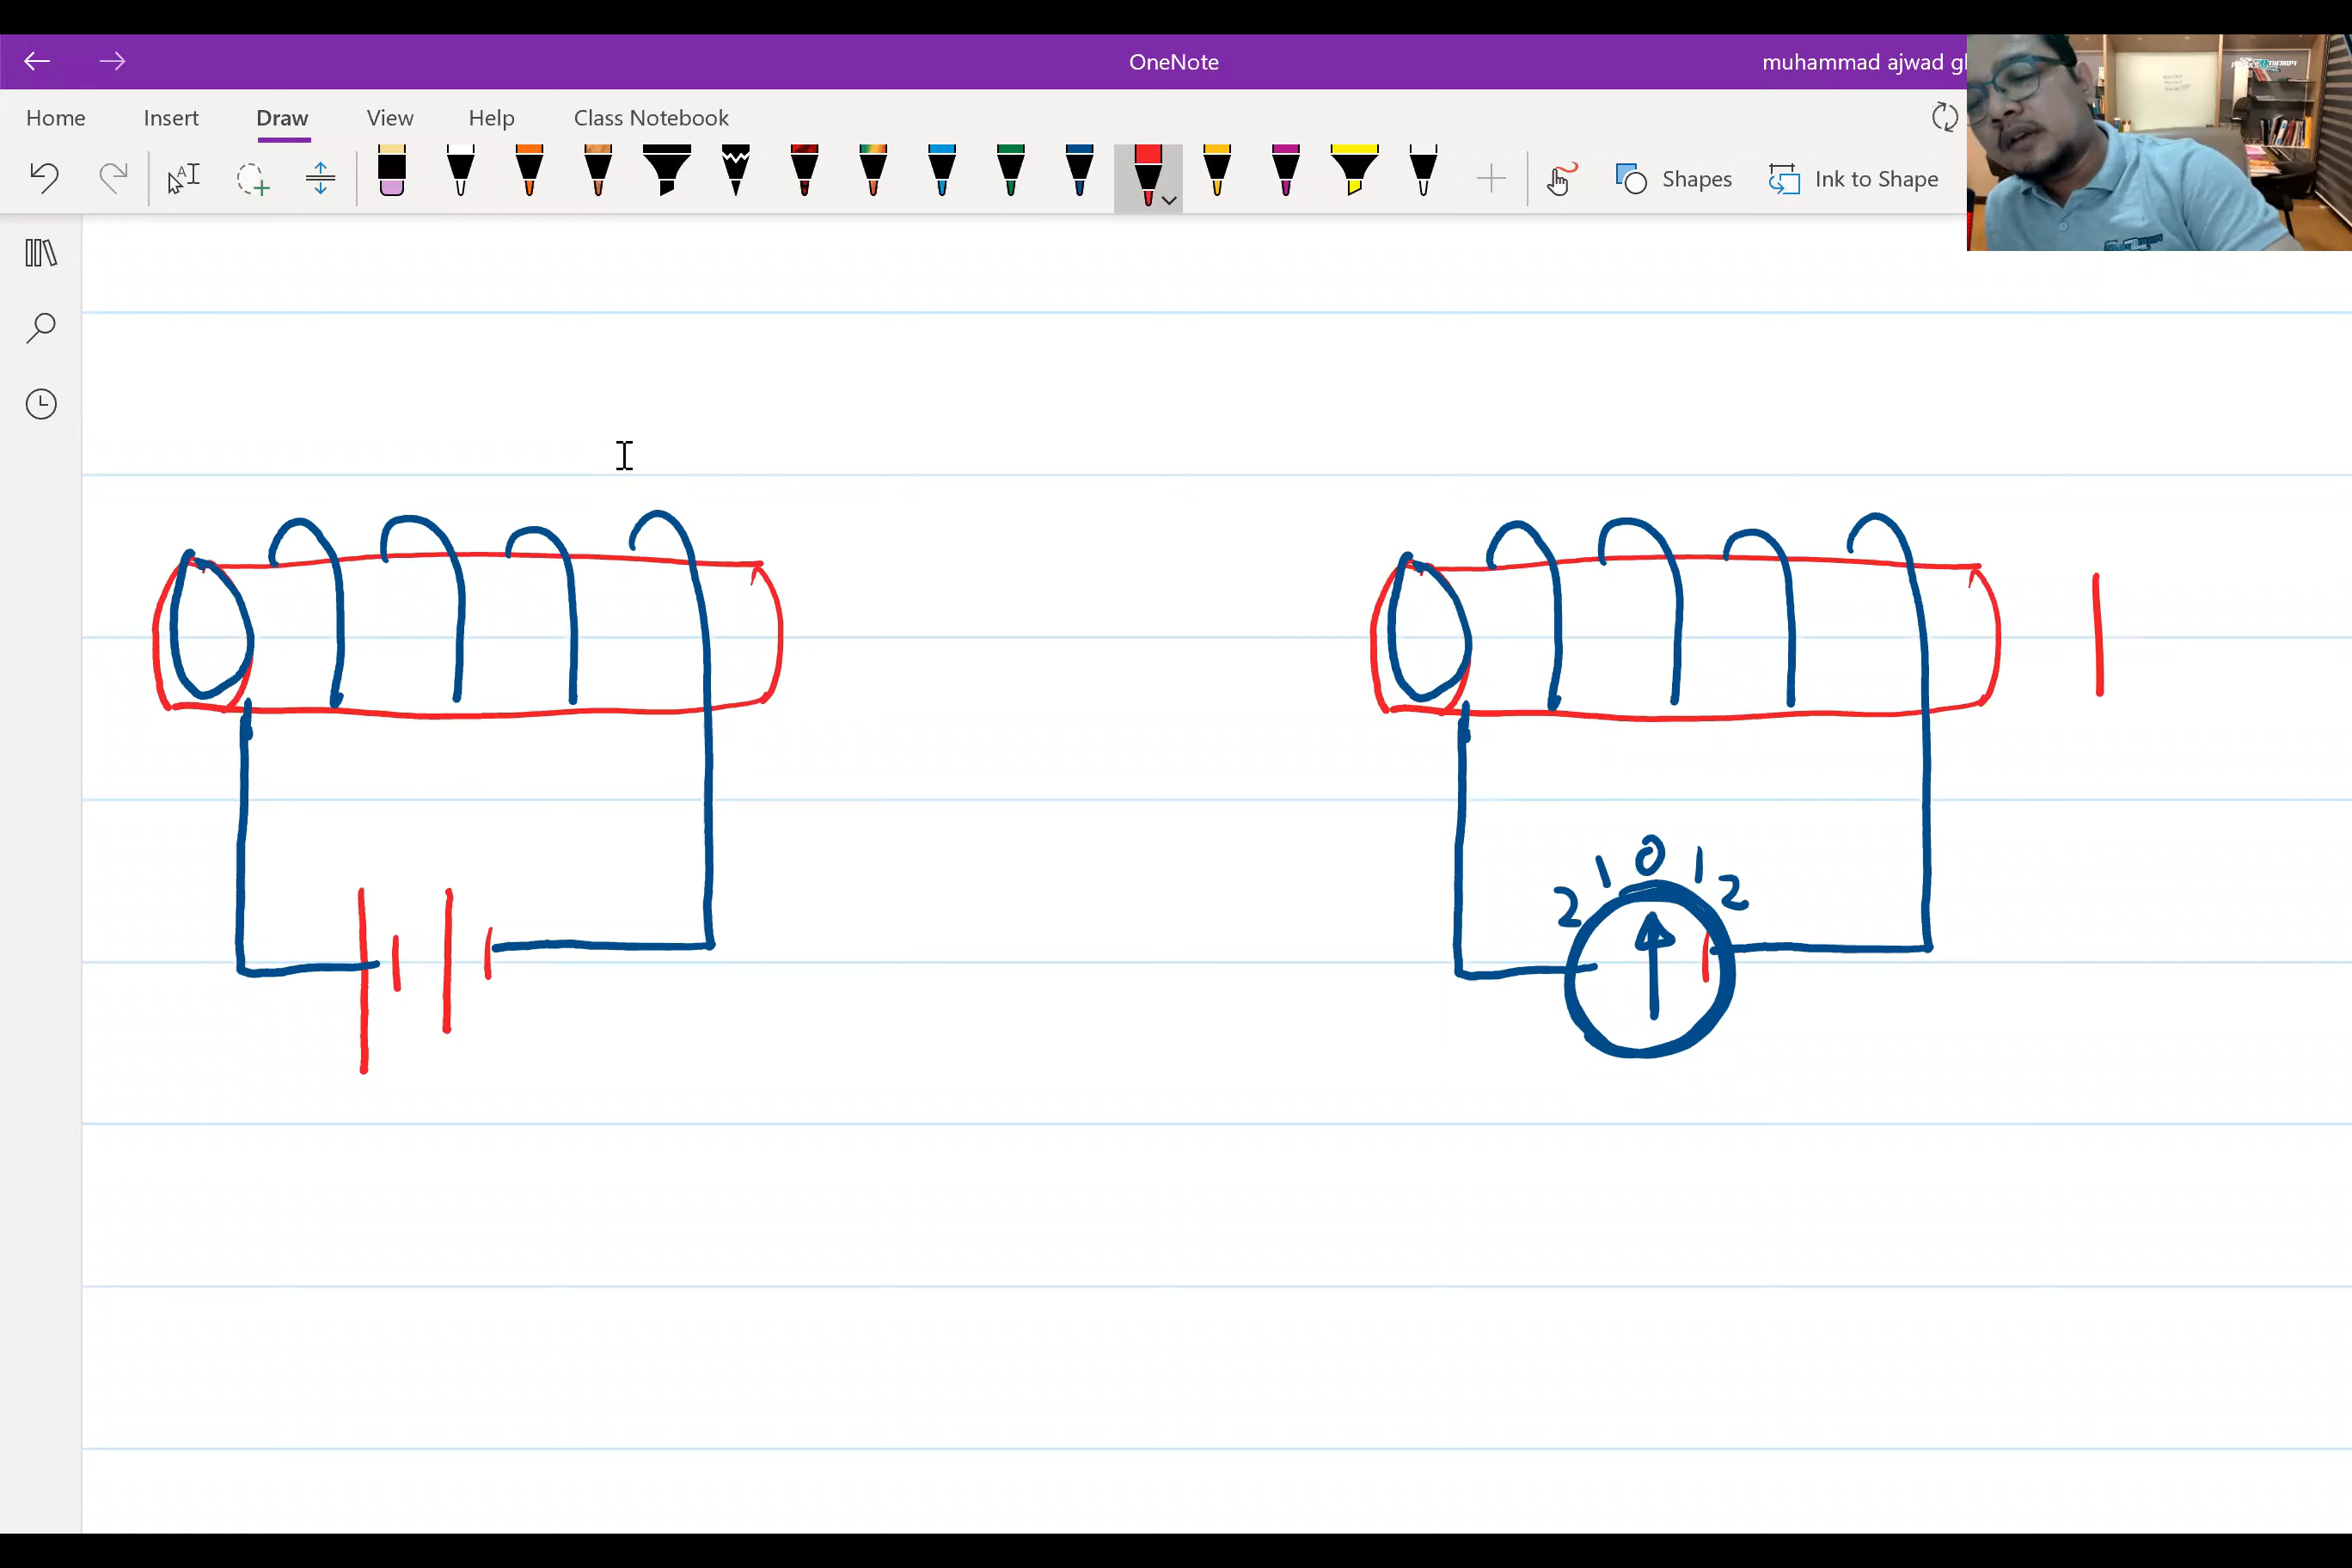 OneNote
muhammad ajwad gl
Home Insert Draw View Help Class Notebook
Shapes Ink to Shape
2 1 0 1 2